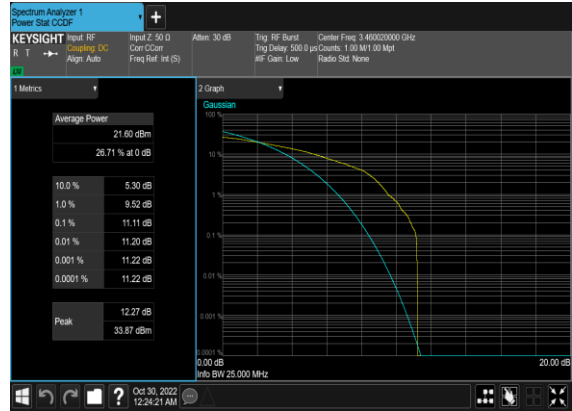 Spectrum Analyzer 1
Power Stat CCDF
+
KEYSIGHT
R T
Input: RF
Coupling: DC
Align: Auto
Input Z: 50 Ω
Corr CCorr
Freq Ref: Int (S)
Atten: 30 dB
Trig: RF Burst
Trig Delay: 500.0 µs
#IF Gain: Low
Center Freq: 3.460020000 GHz
Counts: 1.00 M/1.00 Mpt
Radio Std: None
1 Metrics
Average Power
21.60 dBm
26.71 % at 0 dB
10.0 % 5.30 dB
1.0 % 9.52 dB
0.1 % 11.11 dB
0.01 % 11.20 dB
0.001 % 11.22 dB
0.0001 % 11.22 dB
Peak
12.27 dB
33.87 dBm
2 Graph
Gaussian
100 %
10 %
1 %
0.1 %
0.01 %
0.001 %
0.0001 %
0.00 dB
20.00 dB
Info BW 25.000 MHz
?
Oct 30, 2022
12:24:21 AM